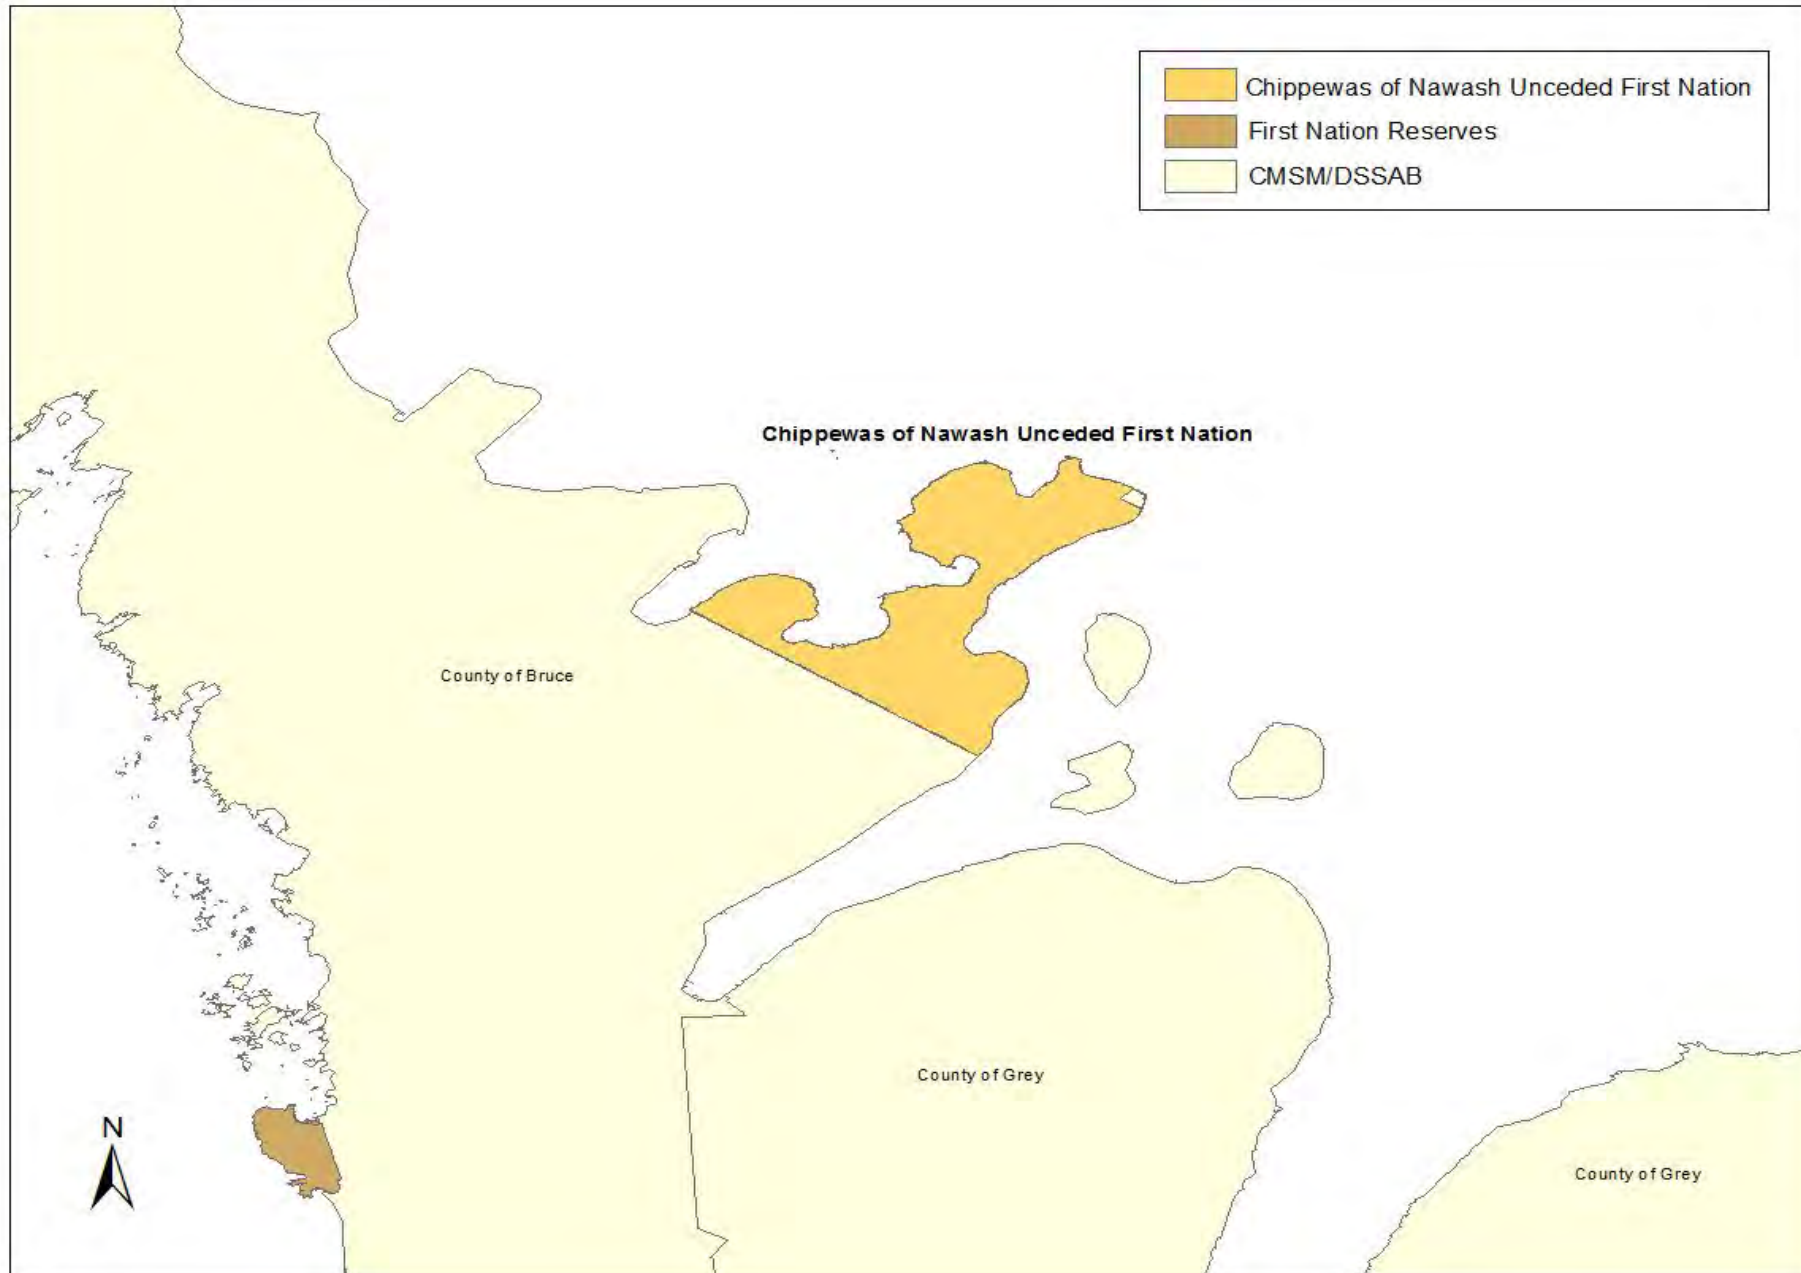 Chippewas of Nawash Unceded First Nation
First Nation Reserves
CMSM/DSSAB
Chippewas of Nawash Unceded First Nation
County of Bruce
County of Grey
N
County of Grey